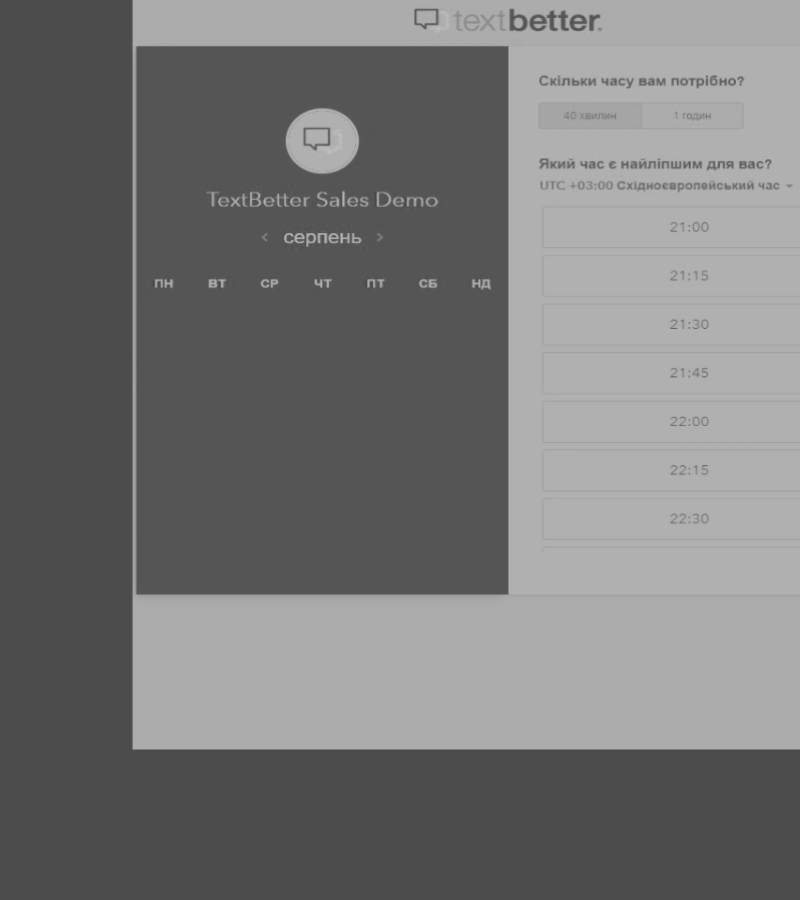 textbetter.
TextBetter Sales Demo
< серпень >
ПН ВТ СР ЧТ ПТ СБ НД
Скільки часу вам потрібно?
40 хвилин 1 годин
Який час є найліпшим для вас?
UTC +03:00 Східноєвропейський час
21:00
21:15
21:30
21:45
22:00
22:15
22:30